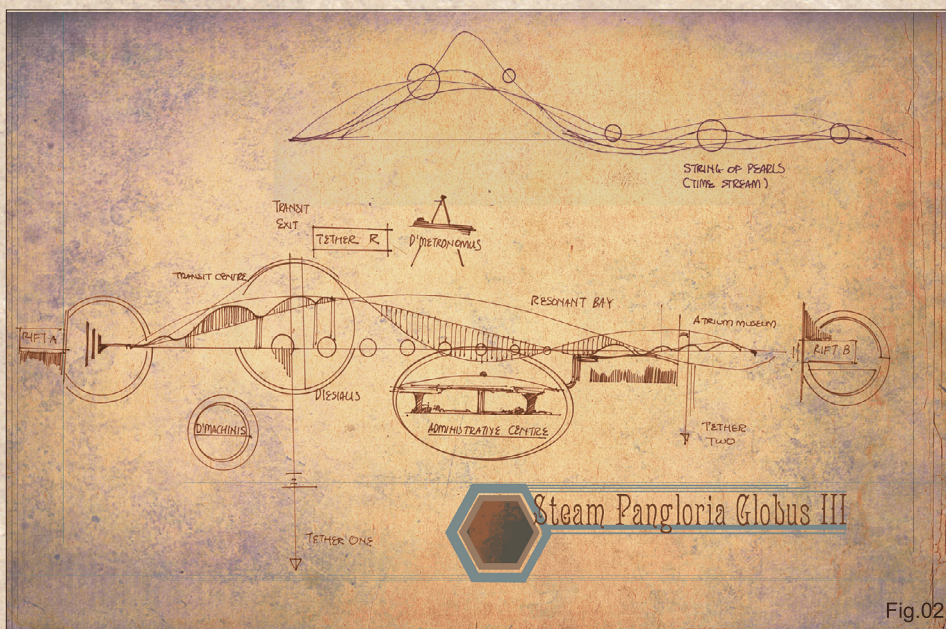 STRING OF PEARLS
(TIME STREAM)
TRANSIT
EXIT
TETHER R
D'METRONOMUS
TRANSIT CENTRE
RESONANT BAY
ATRIUM MUSEUM
RIFT A
RIFT B
D'MACHINIS
ADMINISTRATIVE CENTRE
TETHER
TWO
Steam Pangloria Globus III
TETHER ONE
Fig.02